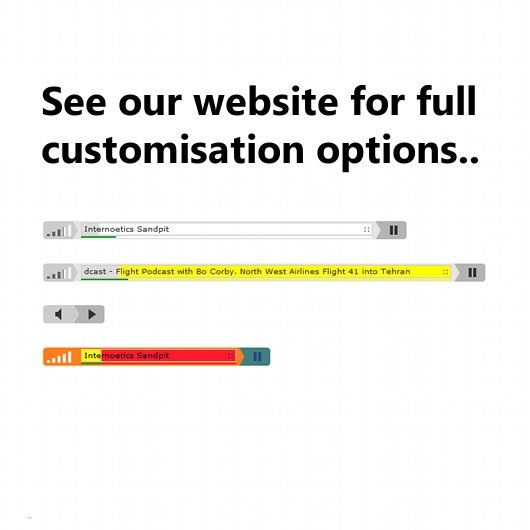 See our website for full
customisation options..
Internoetics Sandpit
dcast - Flight Podcast with Bo Corby. North West Airlines Flight 41 into Tehran
Internoetics Sandpit